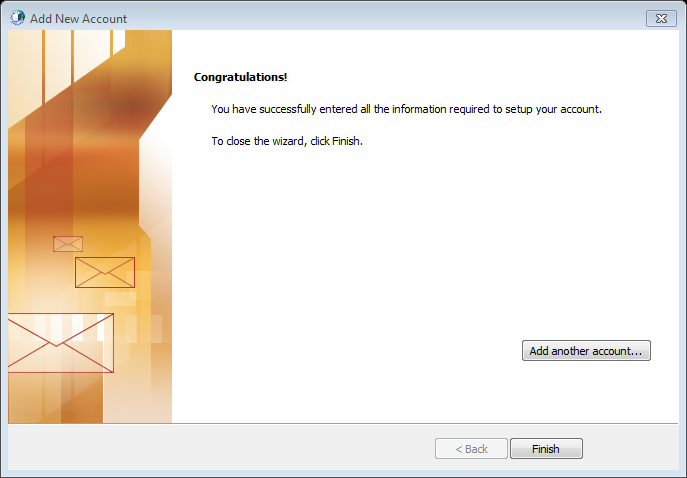 Add New Account
Congratulations!
You have successfully entered all the information required to setup your account.
To close the wizard, click Finish.
Add another account...
< Back
Finish